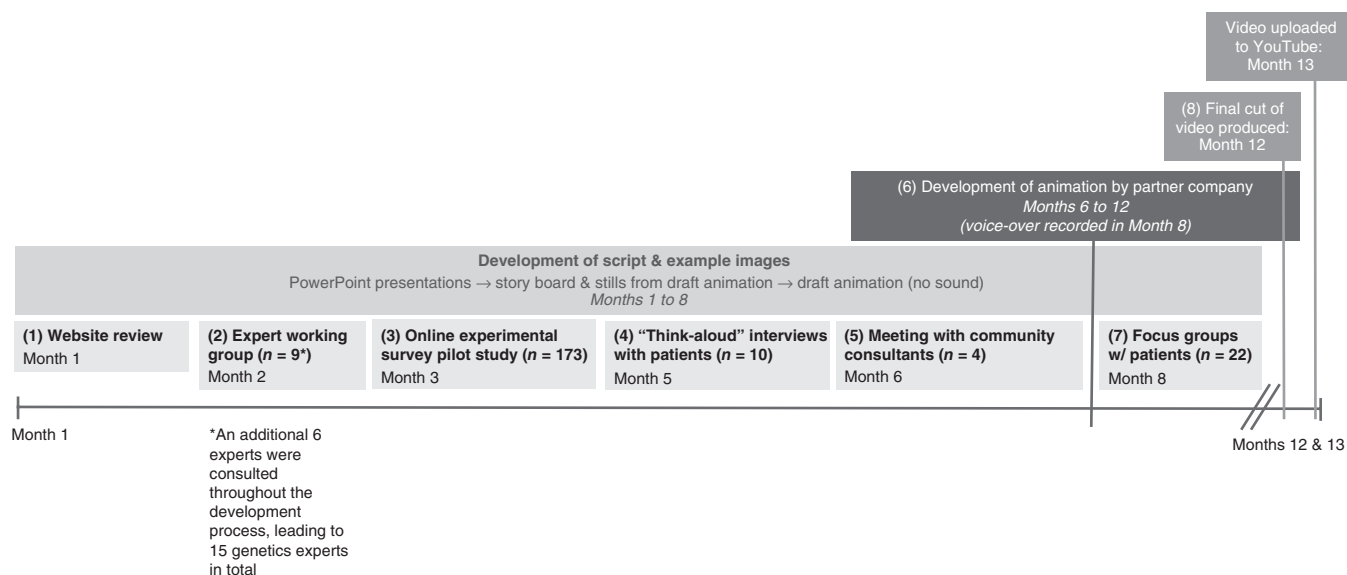 Video uploaded
to YouTube:
Month 13
(8) Final cut of
video produced:
Month 12
(6) Development of animation by partner company
Months 6 to 12
(voice-over recorded in Month 8)
Development of script & example images
PowerPoint presentations → story board & stills from draft animation → draft animation (no sound)
Months 1 to 8
(1) Website review
Month 1
(2) Expert working
group (n = 9*)
Month 2
(3) Online experimental
survey pilot study (n = 173)
Month 3
(4) “Think-aloud” interviews
with patients (n = 10)
Month 5
(5) Meeting with community
consultants (n = 4)
Month 6
(7) Focus groups
w/ patients (n = 22)
Month 8
Month 1
*An additional 6
experts were
consulted
throughout the
development
process, leading to
15 genetics experts
in total
Months 12 & 13